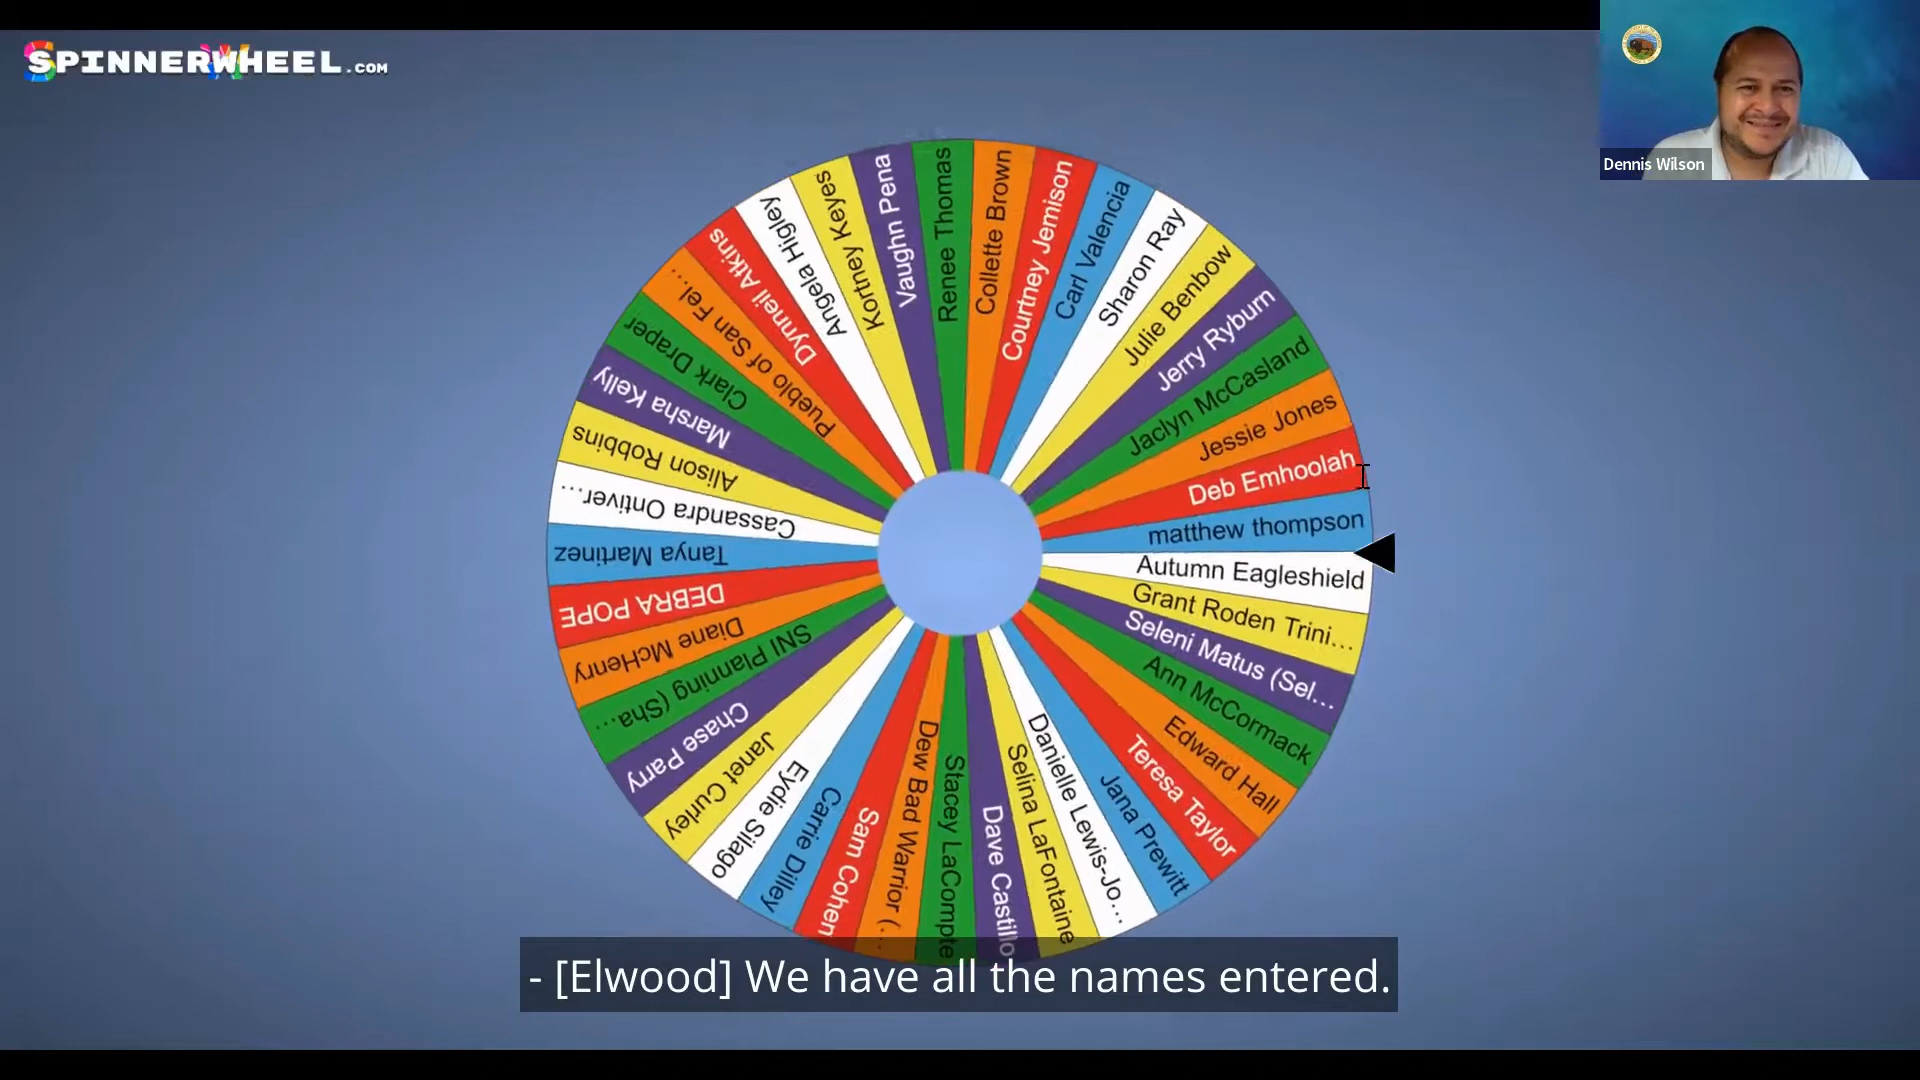 SPINNERWHEEL.COM
Dennis Wilson
Renee Thomas
Collette Brown
Courtney Jemison
Carl Valencia
Sharon Ray
Julie Benbow
Jerry Ryburn
Jaclyn McCasland
Jessie Jones
Deb Emhoolah
matthew thompson
Autumn Eagleshield
Grant Roden Trini...
Seleni Matus (Sel...
Ann McCormack
Edward Hall
Teresa Taylor
Jana Prewitt
Danielle Lewis-Jo...
Selina LaFontaine
Dave Castillo
Stacey LaCompte
Dew Bad Warrior (...
Sam Cohen
Carrie Dilley
Eydie Silago
Janet Curley
Chase Parry
SNI Planning (Sha...
Diane McHenry
DEBRA POPE
Tanya Martinez
Cassandra Ontiver...
Alison Robbins
Marsha Kelly
Clark Draper
Pueblo of San Fel...
Dynneil Atkins
Angela Higley
Kortney Keyes
Vaughn Pena
- [Elwood] We have all the names entered.